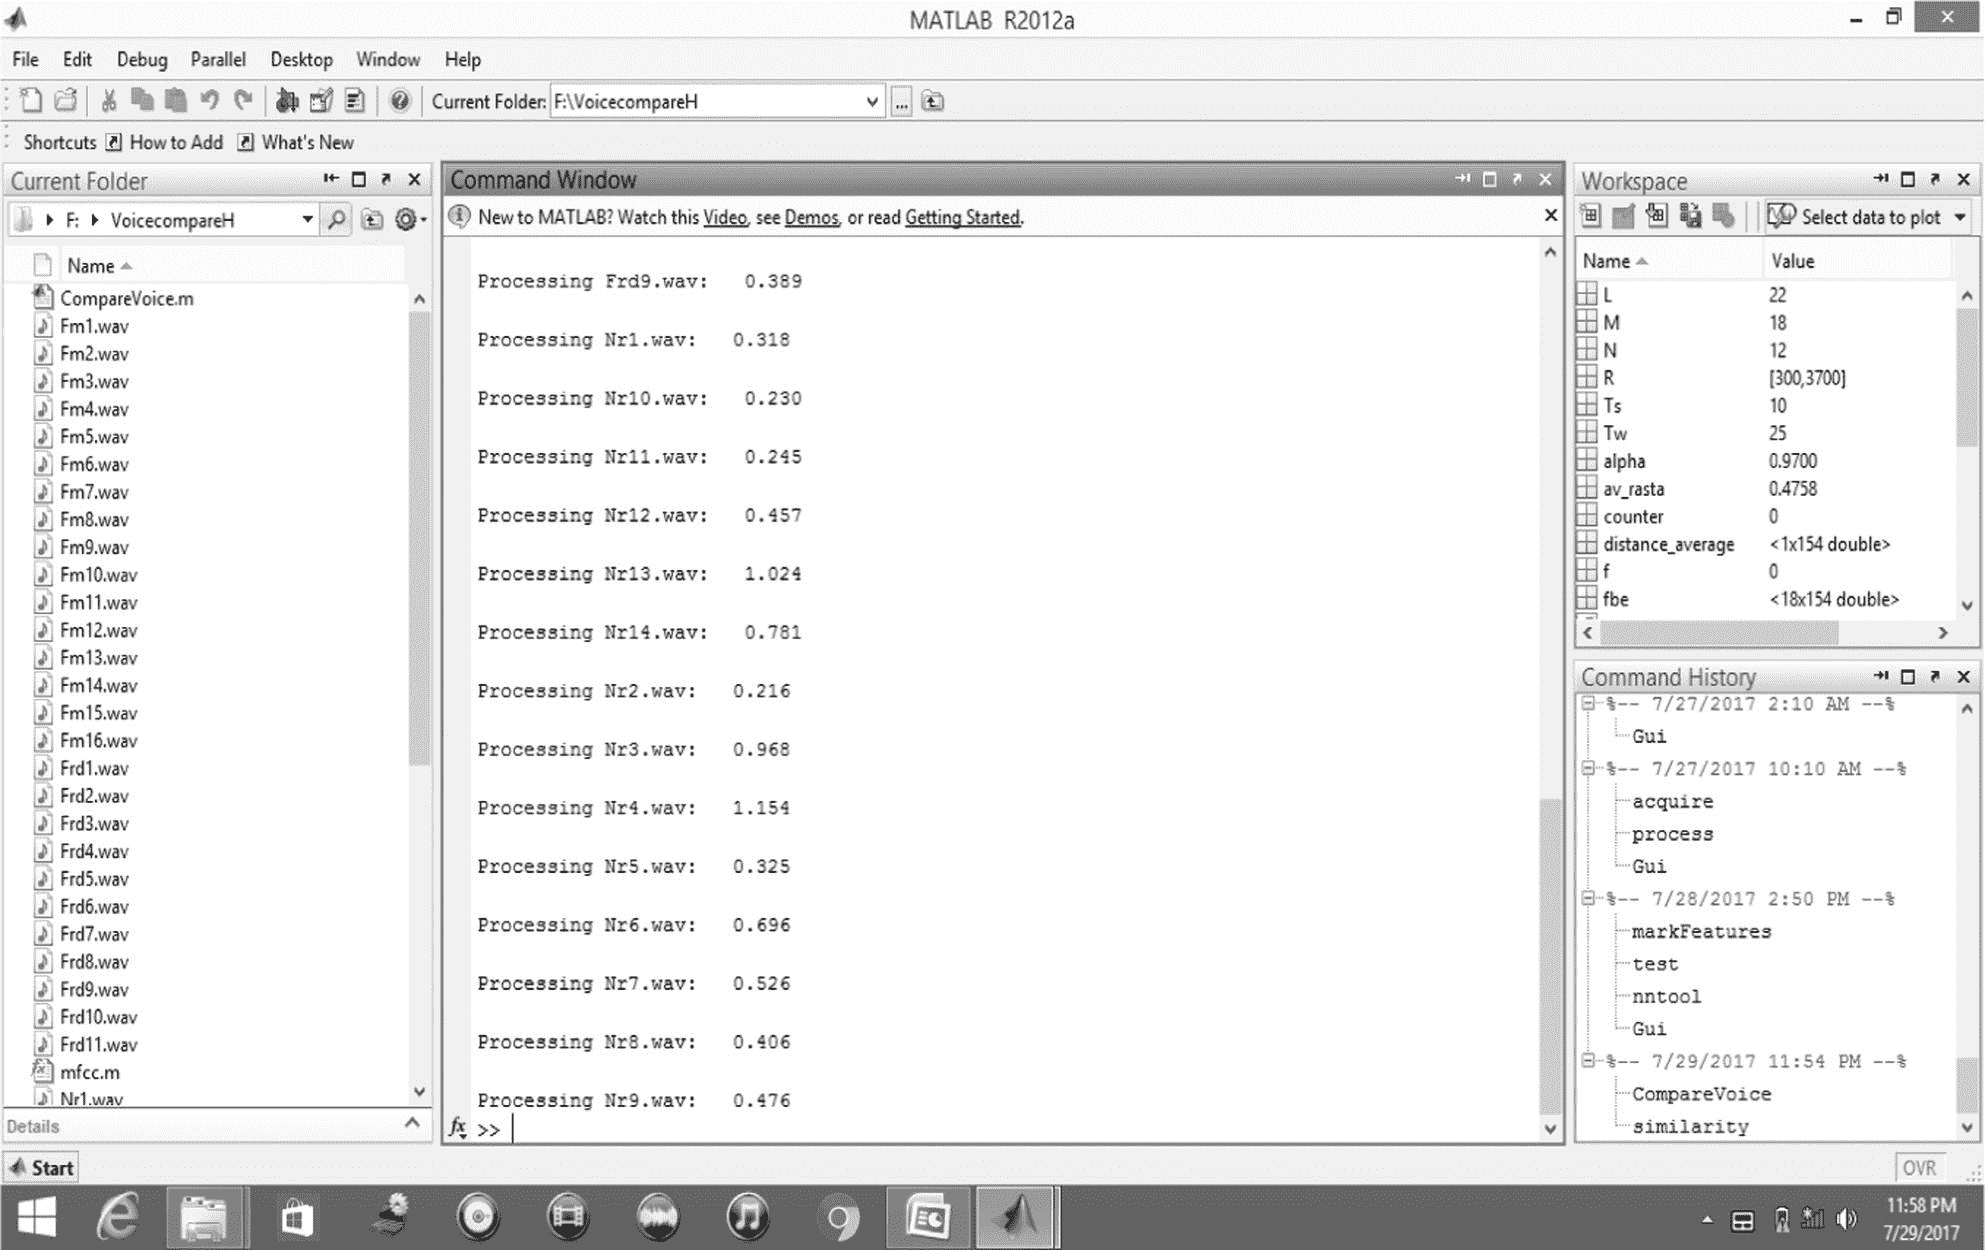 MATLAB R2012a
File Edit Debug Parallel Desktop Window Help
Current Folder: F:\VoicecompareH ...
Shortcuts How to Add What's New
Current Folder
F: VoicecompareH
Name
CompareVoice.m
Fm1.wav
Fm2.wav
Fm3.wav
Fm4.wav
Fm5.wav
Fm6.wav
Fm7.wav
Fm8.wav
Fm9.wav
Fm10.wav
Fm11.wav
Fm12.wav
Fm13.wav
Fm14.wav
Fm15.wav
Fm16.wav
Frd1.wav
Frd2.wav
Frd3.wav
Frd4.wav
Frd5.wav
Frd6.wav
Frd7.wav
Frd8.wav
Frd9.wav
Frd10.wav
Frd11.wav
mfcc.m
Nr1.wav
Details
Command Window
New to MATLAB? Watch this Video, see Demos, or read Getting Started.
Processing Frd9.wav: 0.389
Processing Nr1.wav: 0.318
Processing Nr10.wav: 0.230
Processing Nr11.wav: 0.245
Processing Nr12.wav: 0.457
Processing Nr13.wav: 1.024
Processing Nr14.wav: 0.781
Processing Nr2.wav: 0.216
Processing Nr3.wav: 0.968
Processing Nr4.wav: 1.154
Processing Nr5.wav: 0.325
Processing Nr6.wav: 0.696
Processing Nr7.wav: 0.526
Processing Nr8.wav: 0.406
Processing Nr9.wav: 0.476
fx >>
Workspace
Select data to plot
Name Value
L 22
M 18
N 12
R [300,3700]
Ts 10
Tw 25
alpha 0.9700
av_rasta 0.4758
counter 0
distance_average <1x154 double>
f 0
fbe <18x154 double>
Command History
%-- 7/27/2017 2:10 AM --%
Gui
%-- 7/27/2017 10:10 AM --%
acquire
process
Gui
%-- 7/28/2017 2:50 PM --%
markFeatures
test
nntool
Gui
%-- 7/29/2017 11:54 PM --%
CompareVoice
similarity
Start
OVR
11:58 PM
7/29/2017